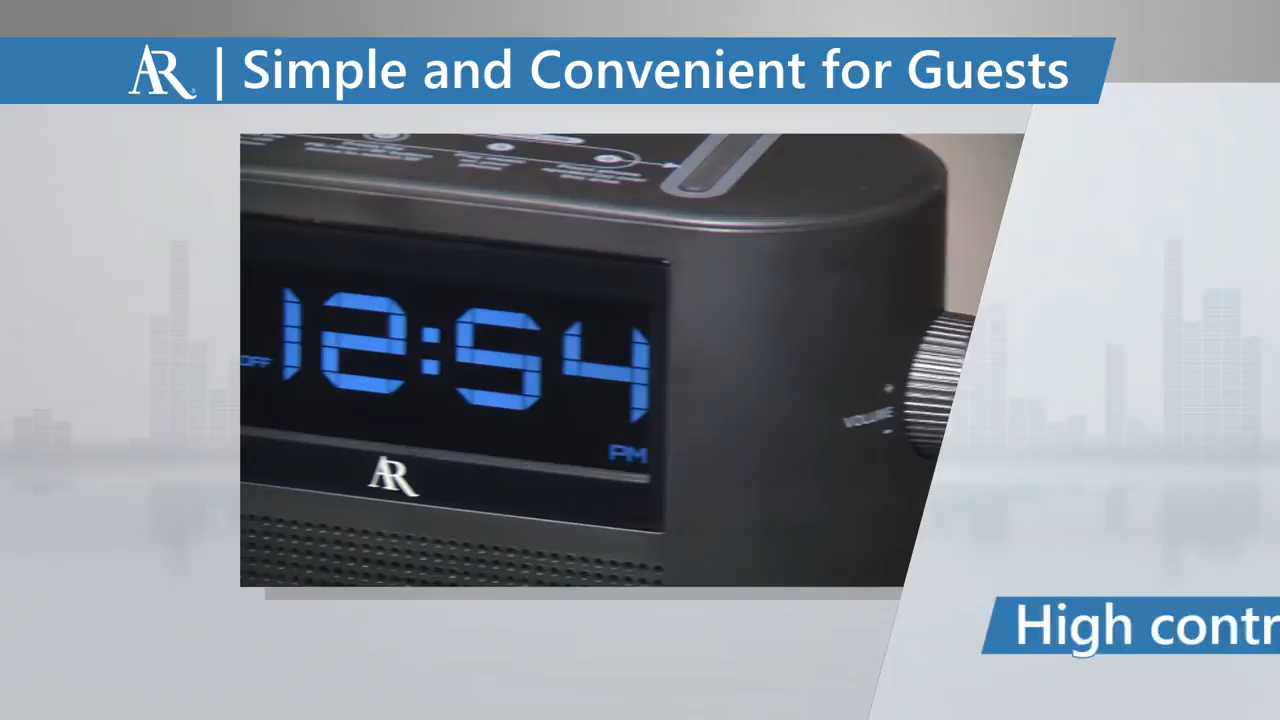 AR | Simple and Convenient for Guests
12:54
OFF
PM
VOLUME
AR
High contr